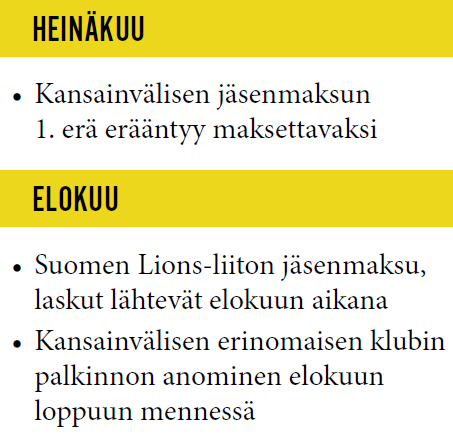 HEINÄKUU
• Kansainvälisen jäsenmaksun
1. erä erääntyy maksettavaksi
ELOKUU
• Suomen Lions-liiton jäsenmaksu,
laskut lähtevät elokuun aikana
• Kansainvälisen erinomaisen klubin
palkinnon anominen elokuun
loppuun mennessä